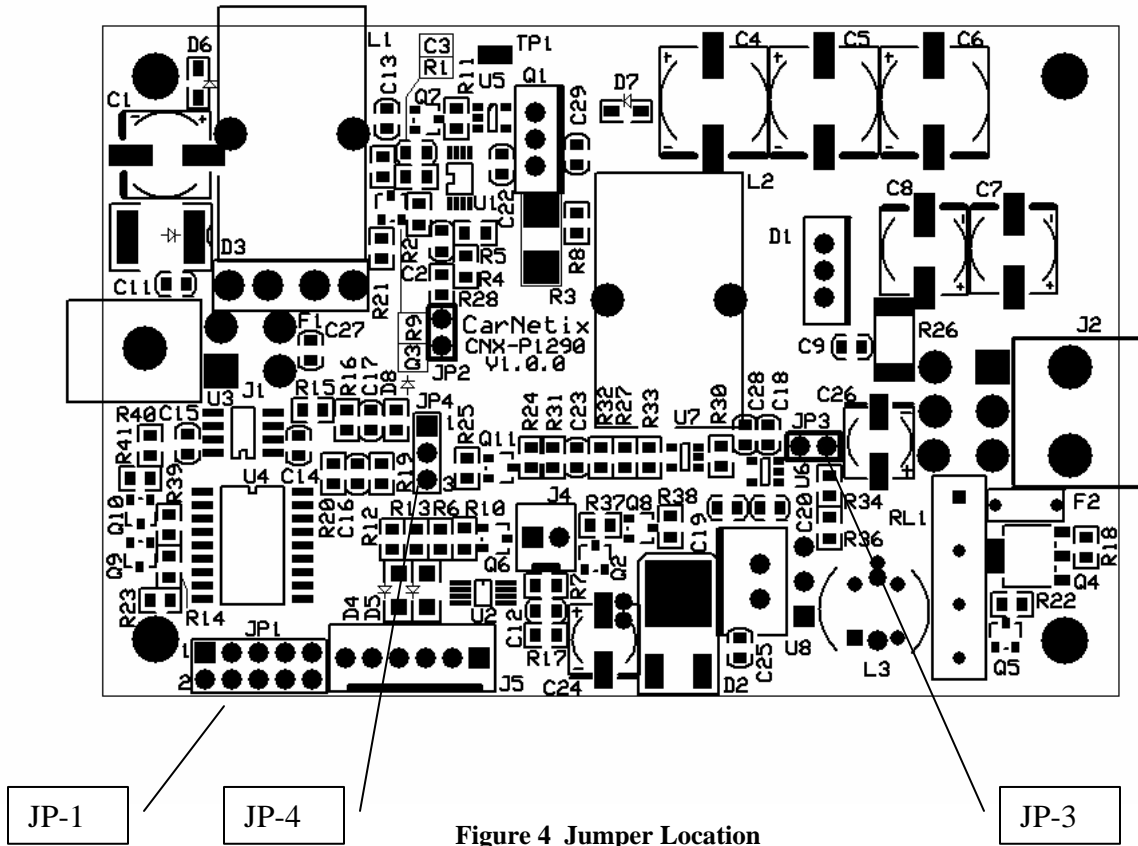 D6
L1
C3
R1
TP1
C4
C5
C6
C1
C13
Q7
R11
U5
Q1
C29
D7
U1
C22
L2
C8
C7
D3
R2
C2
R5
R4
R8
D1
C11
R21
R28
R3
F1
C27
R9
Q3
JP2
CarNetix
CNX-P1290
V1.0.0
C9
R26
J2
U3
J1
R15
R16
C17
D8
JP4
1
3
R25
Q11
R24
R31
C23
R32
R27
R33
U7
R30
C28
C18
JP3
C26
R40
R41
C15
C14
R19
U6
R34
R39
Q10
U4
R20
C16
R12
R13
R6
R10
J4
R37
Q8
R38
C19
C20
R36
RL1
F2
Q9
Q6
Q2
R18
Q4
R23
R14
D4
D5
U2
C12
R7
R22
JP1
1
2
R17
J5
C24
D2
C25
U8
L3
Q5
JP-1
JP-4
JP-3
Figure 4 Jumper Location